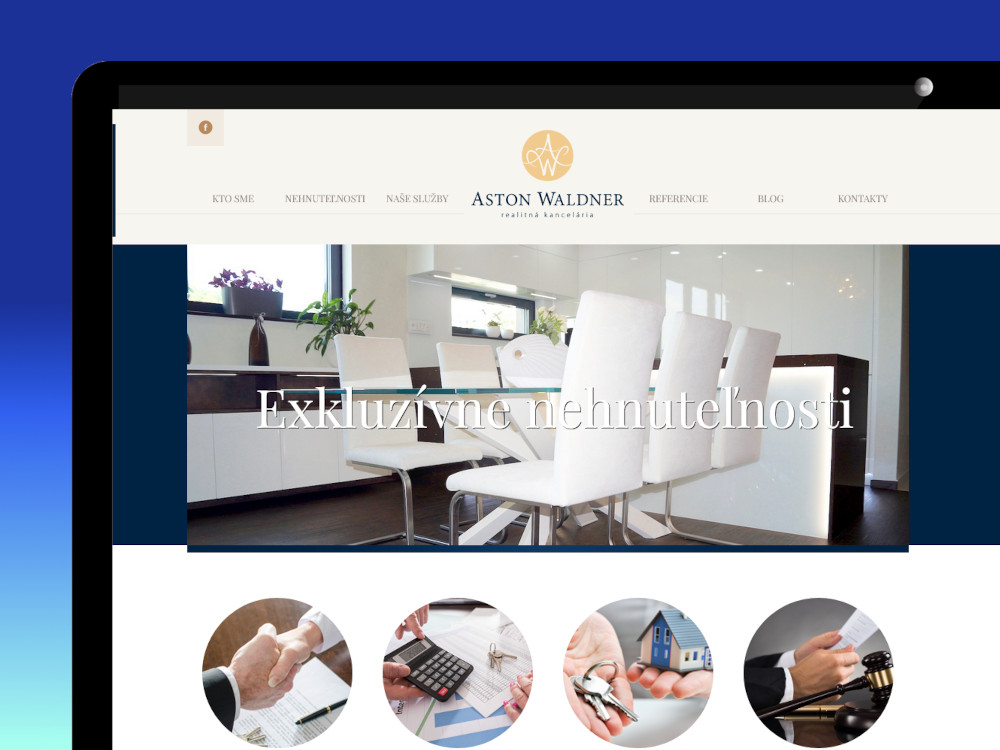 f
AW
KTO SME
NEHNUTEĽNOSTI
NAŠE SLUŽBY
ASTON WALDNER
realitná kancelária
REFERENCIE
BLOG
KONTAKTY
Exkluzívne nehnuteľnosti